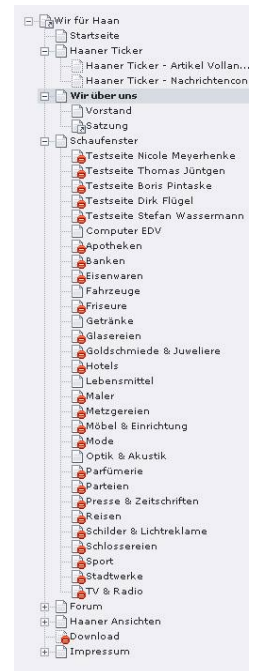 Wir für Haan
Startseite
Haaner Ticker
Haaner Ticker - Artikel Vollan...
Haaner Ticker - Nachrichtencon
Wir über uns
Vorstand
Satzung
Schaufenster
Testseite Nicole Meyerhenke
Testseite Thomas Jüntgen
Testseite Boris Pintaske
Testseite Dirk Flügel
Testseite Stefan Wassermann
Computer EDV
Apotheken
Banken
Eisenwaren
Fahrzeuge
Friseure
Getränke
Glasereien
Goldschmiede & Juweliere
Hotels
Lebensmittel
Maler
Metzgereien
Möbel & Einrichtung
Mode
Optik & Akustik
Parfümerie
Parteien
Presse & Zeitschriften
Reisen
Schilder & Lichtreklame
Schlossereien
Sport
Stadtwerke
TV & Radio
Forum
Haaner Ansichten
Download
Impressum